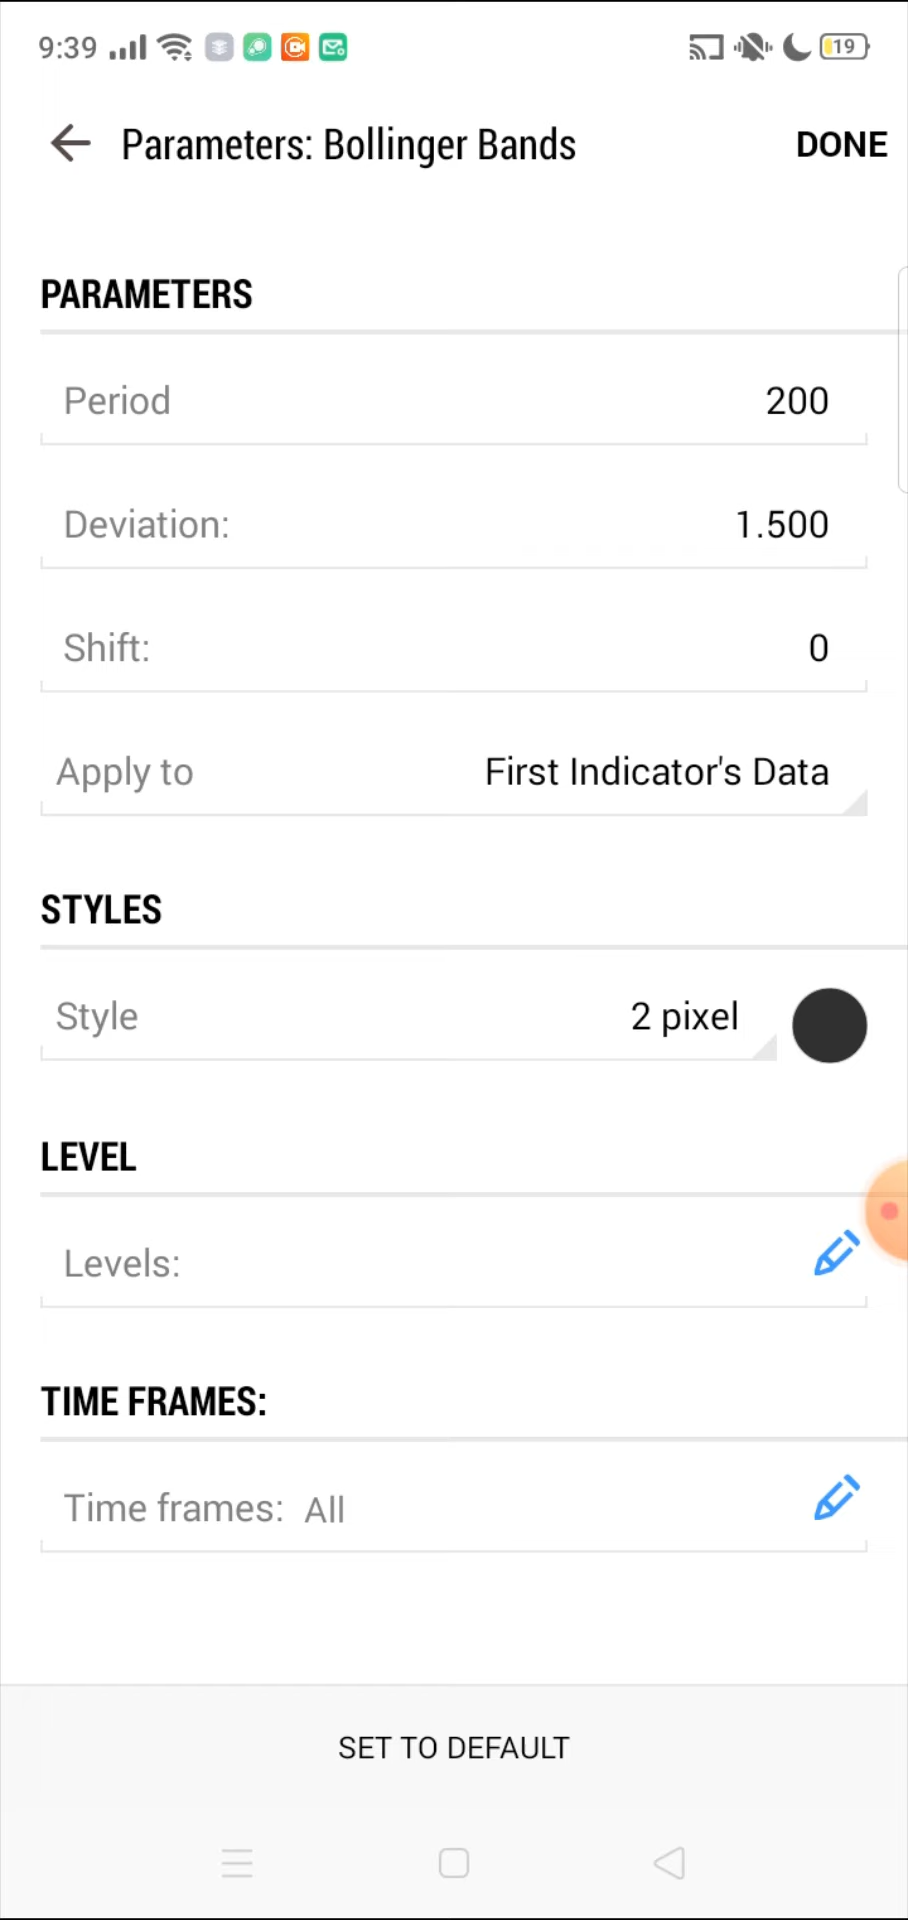 9:39 19
Parameters: Bollinger Bands DONE
PARAMETERS
Period 200
Deviation: 1.500
Shift: 0
Apply to First Indicator's Data
STYLES
Style 2 pixel
LEVEL
Levels:
TIME FRAMES:
Time frames: All
SET TO DEFAULT